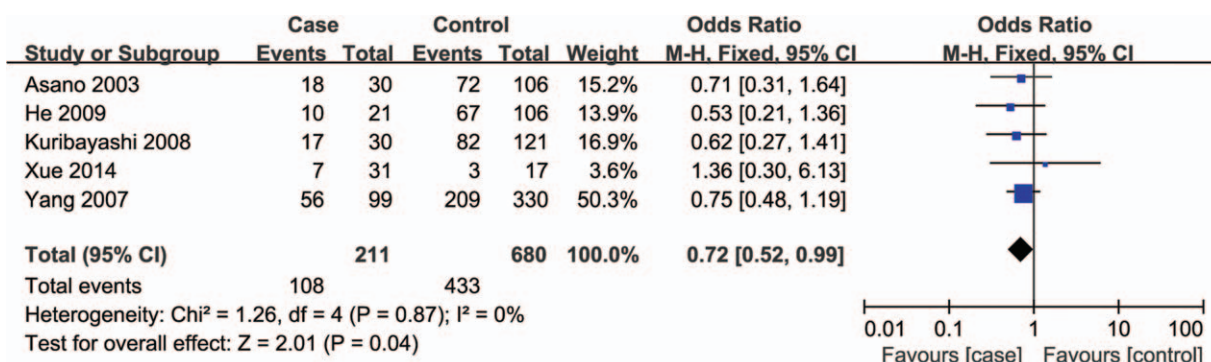 Case Control Odds Ratio Odds Ratio
Study or Subgroup Events Total Events Total Weight M-H, Fixed, 95% CI M-H, Fixed, 95% CI
Asano 2003 18 30 72 106 15.2% 0.71 [0.31, 1.64]
He 2009 10 21 67 106 13.9% 0.53 [0.21, 1.36]
Kuribayashi 2008 17 30 82 121 16.9% 0.62 [0.27, 1.41]
Xue 2014 7 31 3 17 3.6% 1.36 [0.30, 6.13]
Yang 2007 56 99 209 330 50.3% 0.75 [0.48, 1.19]
Total (95% CI) 211 680 100.0% 0.72 [0.52, 0.99]
Total events 108 433
Heterogeneity: Chi² = 1.26, df = 4 (P = 0.87); I² = 0%
Test for overall effect: Z = 2.01 (P = 0.04)
0.01 0.1 1 10 100
Favours [case] Favours [control]